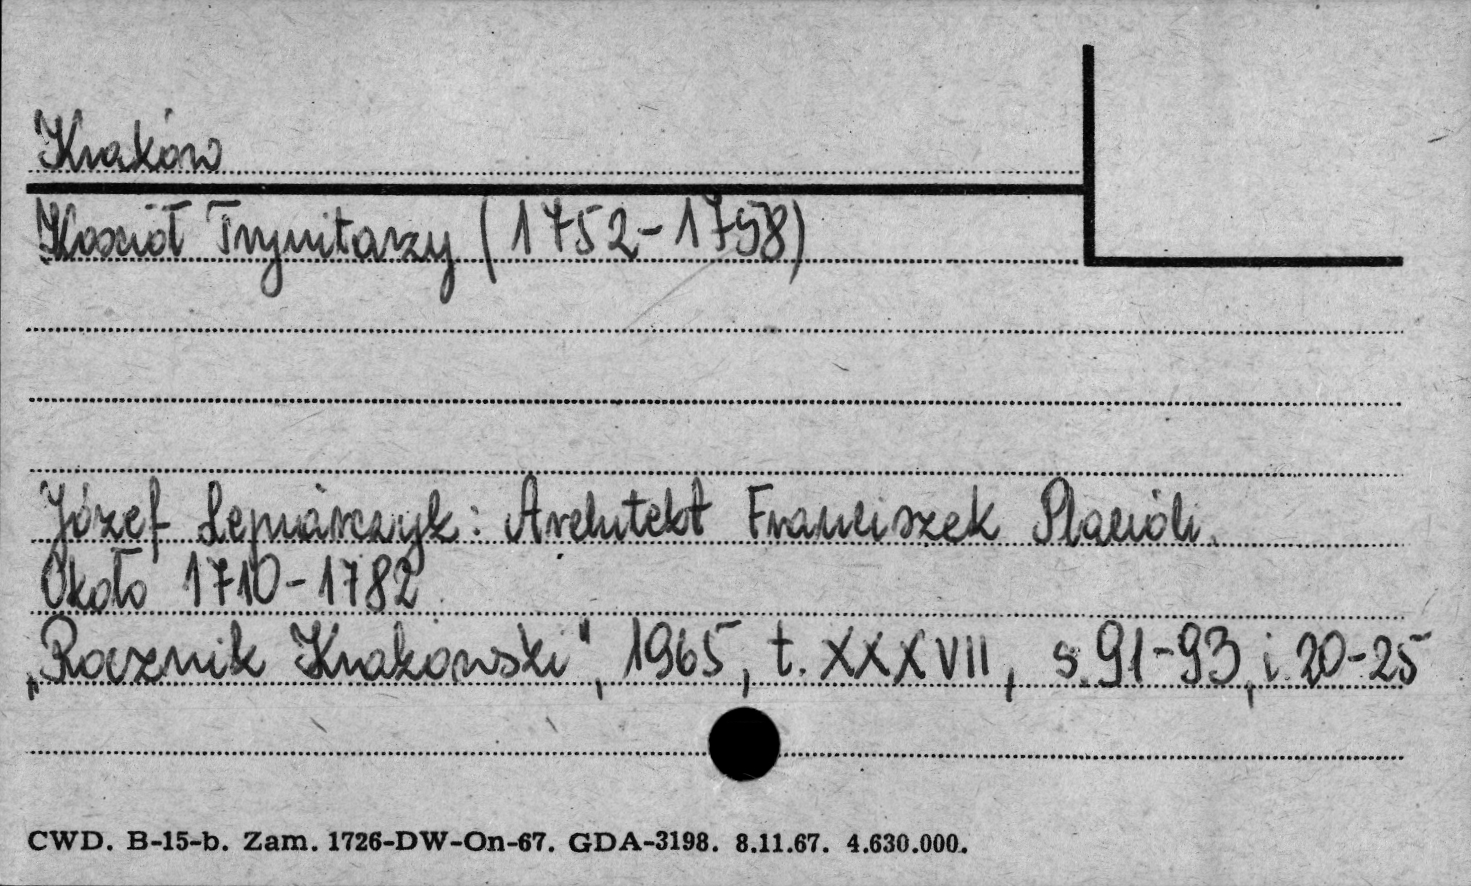 Kraków
Kościół Trynitarzy (1752-1758)
Józef Lepiarczyk: Architekt Franciszek Placidi.
Około 1710-1782
„Rocznik Krakowski", 1965, t. XXXVII, s. 91-93, i. 20-25
CWD. B-15-b. Zam. 1726-DW-On-67. GDA-3198. 8.11.67. 4.630.000.